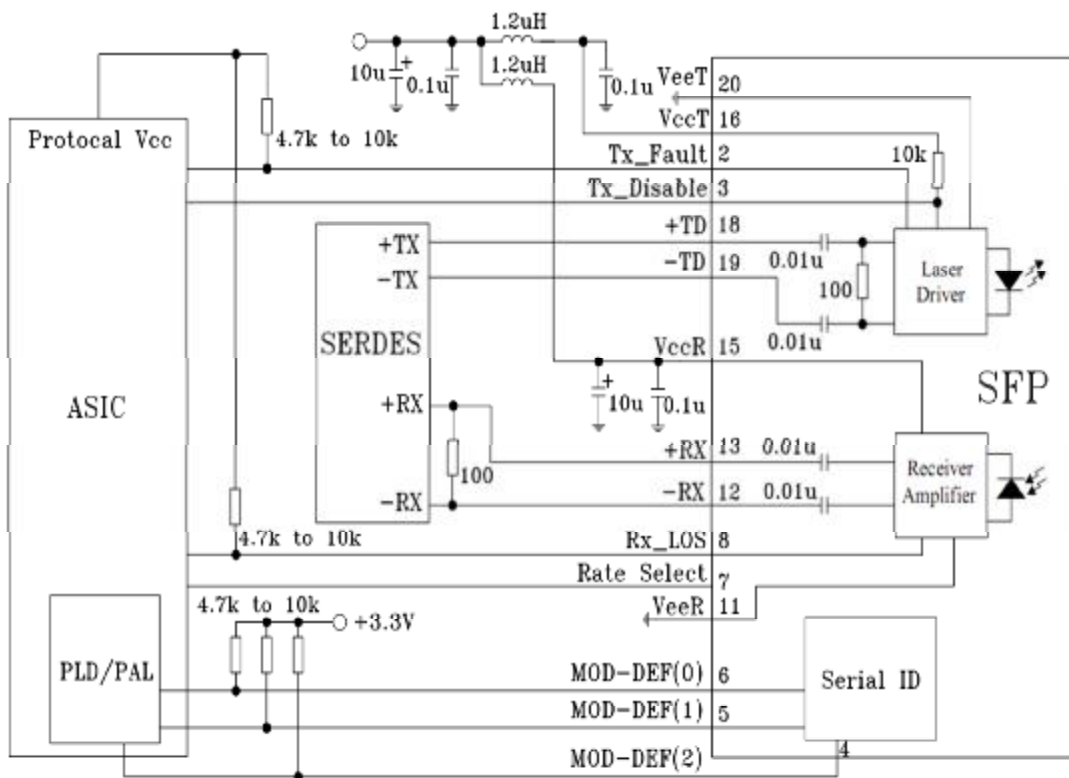 1.2uH
10u
+
0.1u
1.2uH
0.1u
VeeT 20
VccT 16
Protocal Vcc
4.7k to 10k
Tx_Fault 2
10k
Tx_Disable 3
+TD 18
+TX
0.01u
-TD 19
-TX
100
Laser
Driver
0.01u
SERDES
VccR 15
+
10u
0.1u
SFP
ASIC
+RX
+RX 13 0.01u
100
Receiver
Amplifier
-RX
-RX 12 0.01u
4.7k to 10k
Rx_LOS 8
Rate Select 7
VeeR 11
4.7k to 10k
+3.3V
PLD/PAL
MOD-DEF(0) 6
Serial ID
MOD-DEF(1) 5
MOD-DEF(2) 4